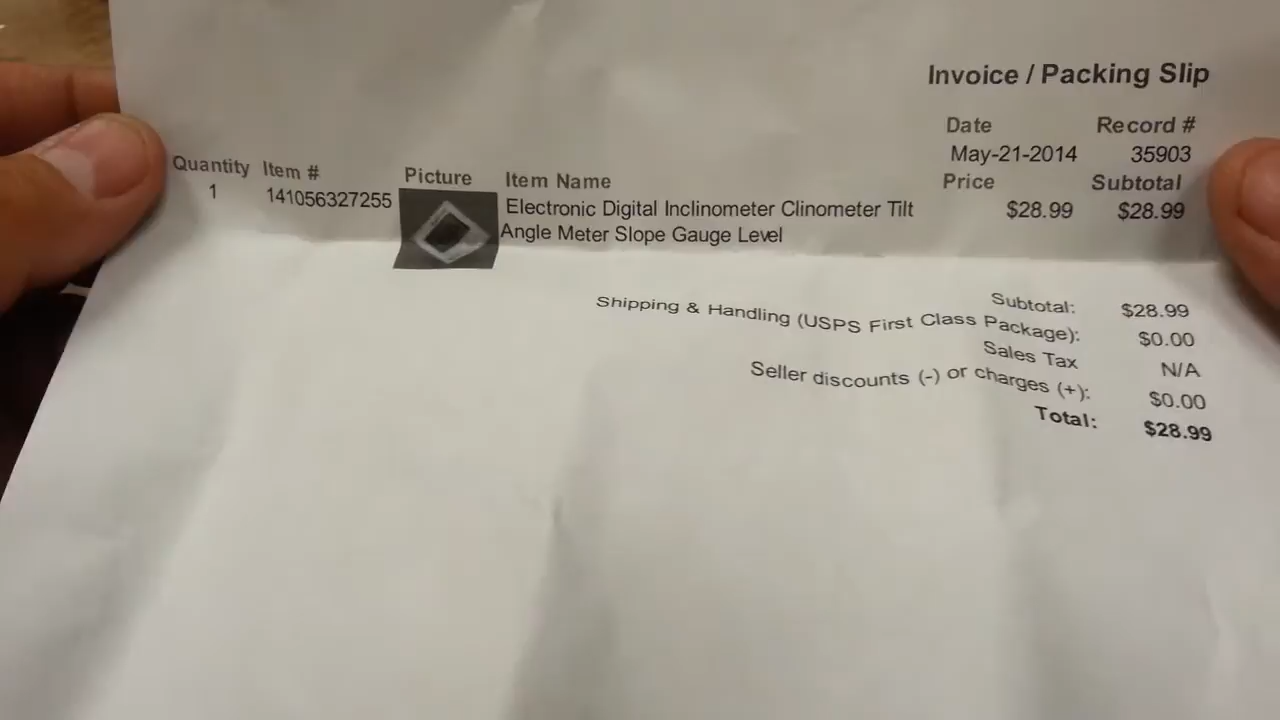 Invoice / Packing Slip
Date Record #
May-21-2014 35903
Quantity Item # Picture Item Name Price Subtotal
1 141056327255 Electronic Digital Inclinometer Clinometer Tilt $28.99 $28.99
Angle Meter Slope Gauge Level
Subtotal: $28.99
Shipping & Handling (USPS First Class Package): $0.00
Sales Tax N/A
Seller discounts (-) or charges (+): $0.00
Total: $28.99